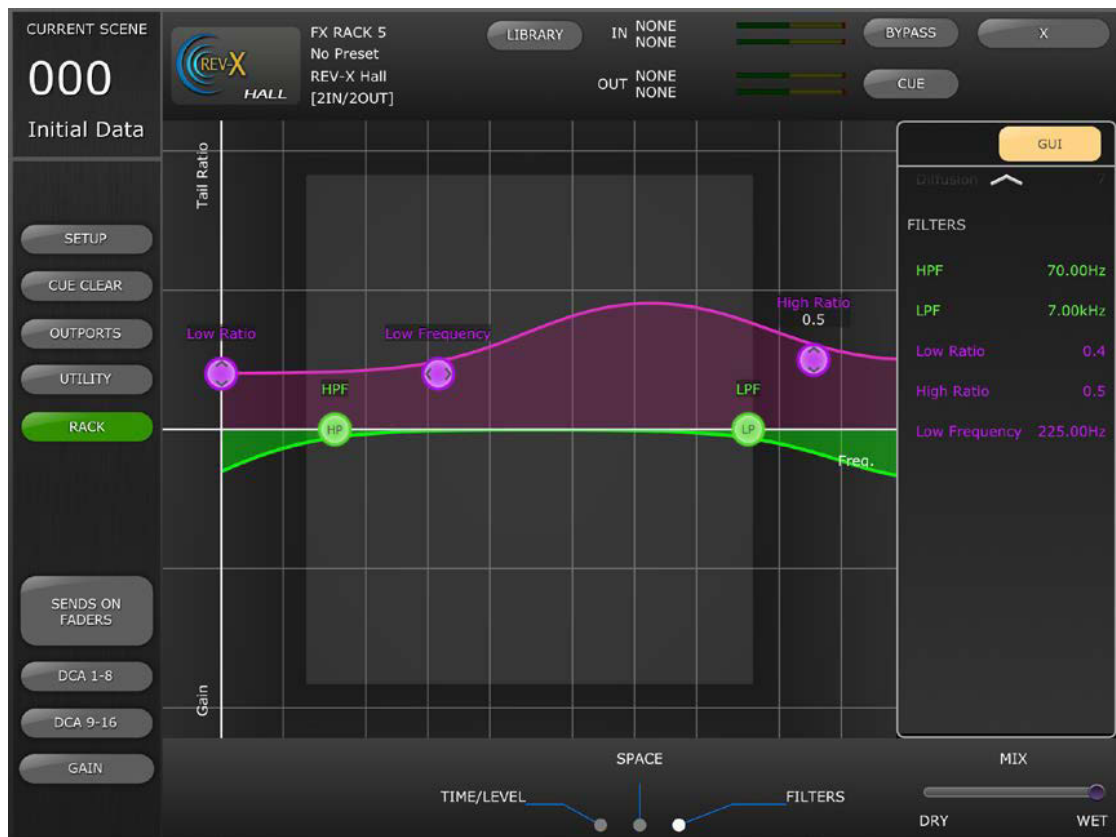 CURRENT SCENE
000
Initial Data
REV-X
HALL
FX RACK 5
No Preset
REV-X Hall
[2IN/2OUT]
LIBRARY
IN NONE
NONE
OUT NONE
NONE
BYPASS
X
CUE
SETUP
CUE CLEAR
OUTPORTS
UTILITY
RACK
SENDS ON
FADERS
DCA 1-8
DCA 9-16
GAIN
Tail Ratio
Low Ratio
Low Frequency
High Ratio
0.5
HPF
HP
LPF
LP
Freq.
Gain
GUI
Diffusion 7
FILTERS
HPF 70.00Hz
LPF 7.00kHz
Low Ratio 0.4
High Ratio 0.5
Low Frequency 225.00Hz
SPACE
TIME/LEVEL
FILTERS
MIX
DRY WET